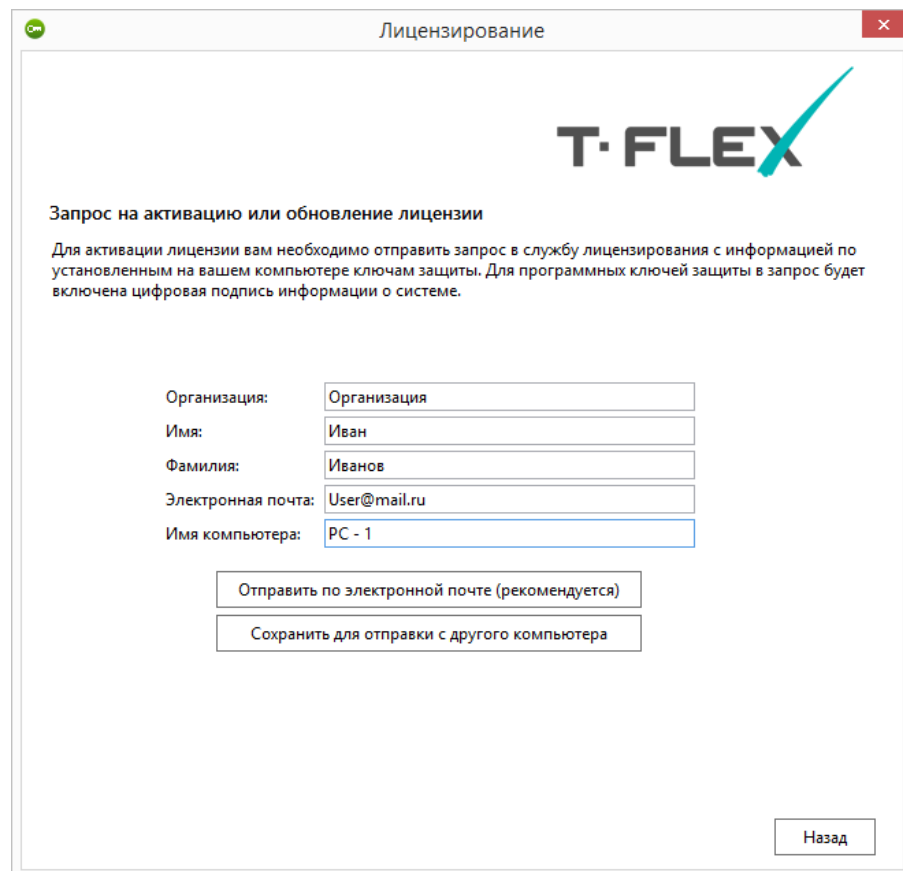 Лицензирование
T·FLEX
Запрос на активацию или обновление лицензии
Для активации лицензии вам необходимо отправить запрос в службу лицензирования с информацией по
установленным на вашем компьютере ключам защиты. Для программных ключей защиты в запрос будет
включена цифровая подпись информации о системе.
Организация: Организация
Имя: Иван
Фамилия: Иванов
Электронная почта: User@mail.ru
Имя компьютера: PC - 1
Отправить по электронной почте (рекомендуется)
Сохранить для отправки с другого компьютера
Назад